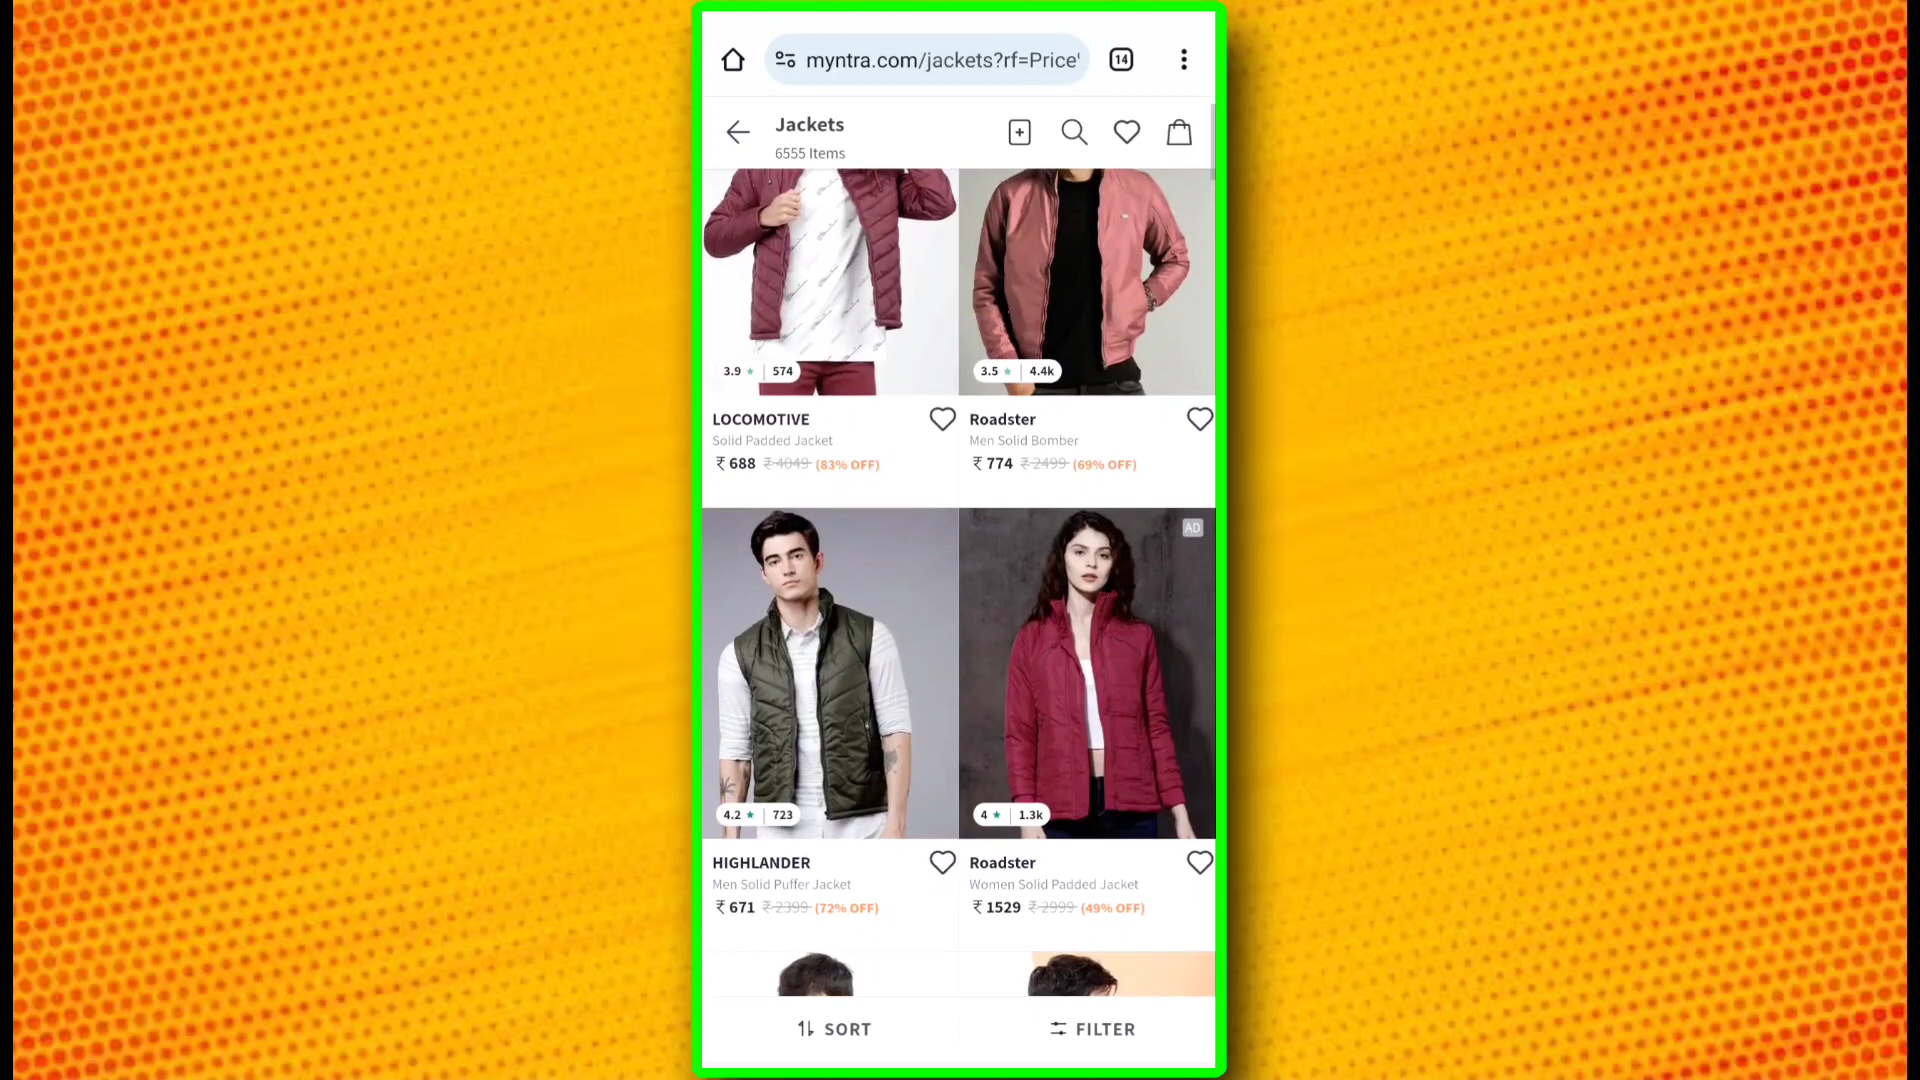 myntra.com/jackets?rf=Price'
14
Jackets
6555 Items
3.9 ★ | 574
3.5 ★ | 4.4k
LOCOMOTIVE
Solid Padded Jacket
₹ 688 ₹ 4049 (83% OFF)
Roadster
Men Solid Bomber
₹ 774 ₹ 2499 (69% OFF)
AD
4.2 ★ | 723
4 ★ | 1.3k
HIGHLANDER
Men Solid Puffer Jacket
₹ 671 ₹ 2399 (72% OFF)
Roadster
Women Solid Padded Jacket
₹ 1529 ₹ 2999 (49% OFF)
SORT
FILTER